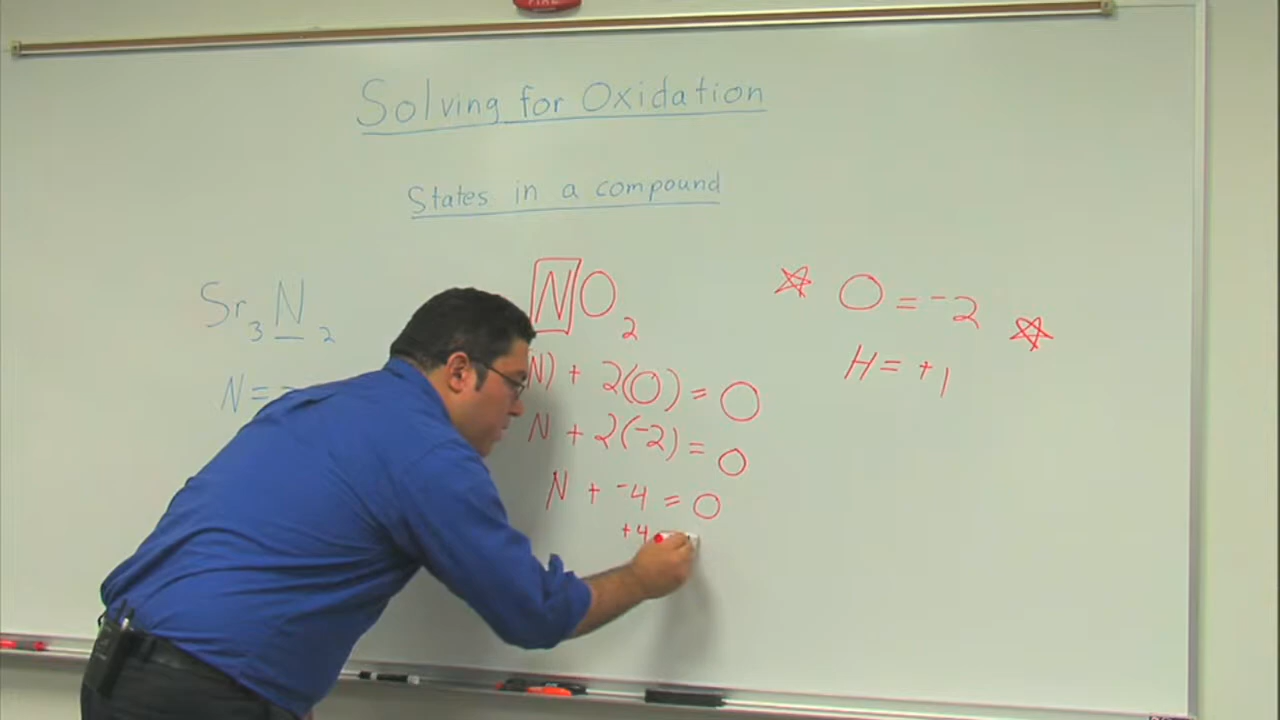 Solving for Oxidation
States in a compound
Sr3N2
N =
NO2
N) + 2(O) = 0
N + 2(-2) = 0
N + -4 = 0
+4
O = -2
H = +1